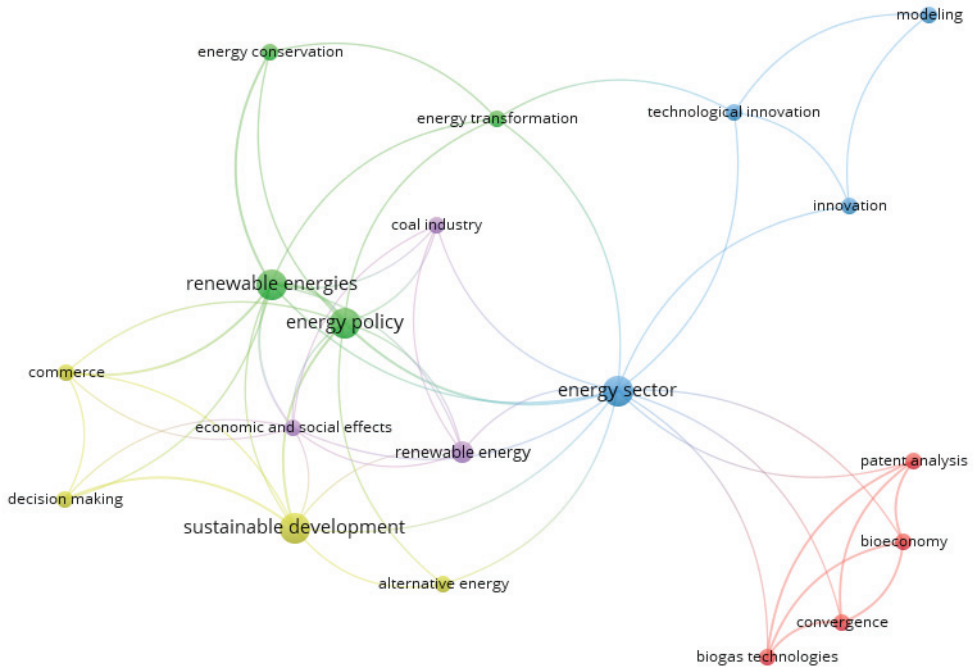 modeling
energy conservation
technological innovation
energy transformation
innovation
coal industry
renewable energies
energy policy
commerce
energy sector
economic and social effects
renewable energy
patent analysis
decision making
sustainable development
bioeconomy
alternative energy
convergence
biogas technologies